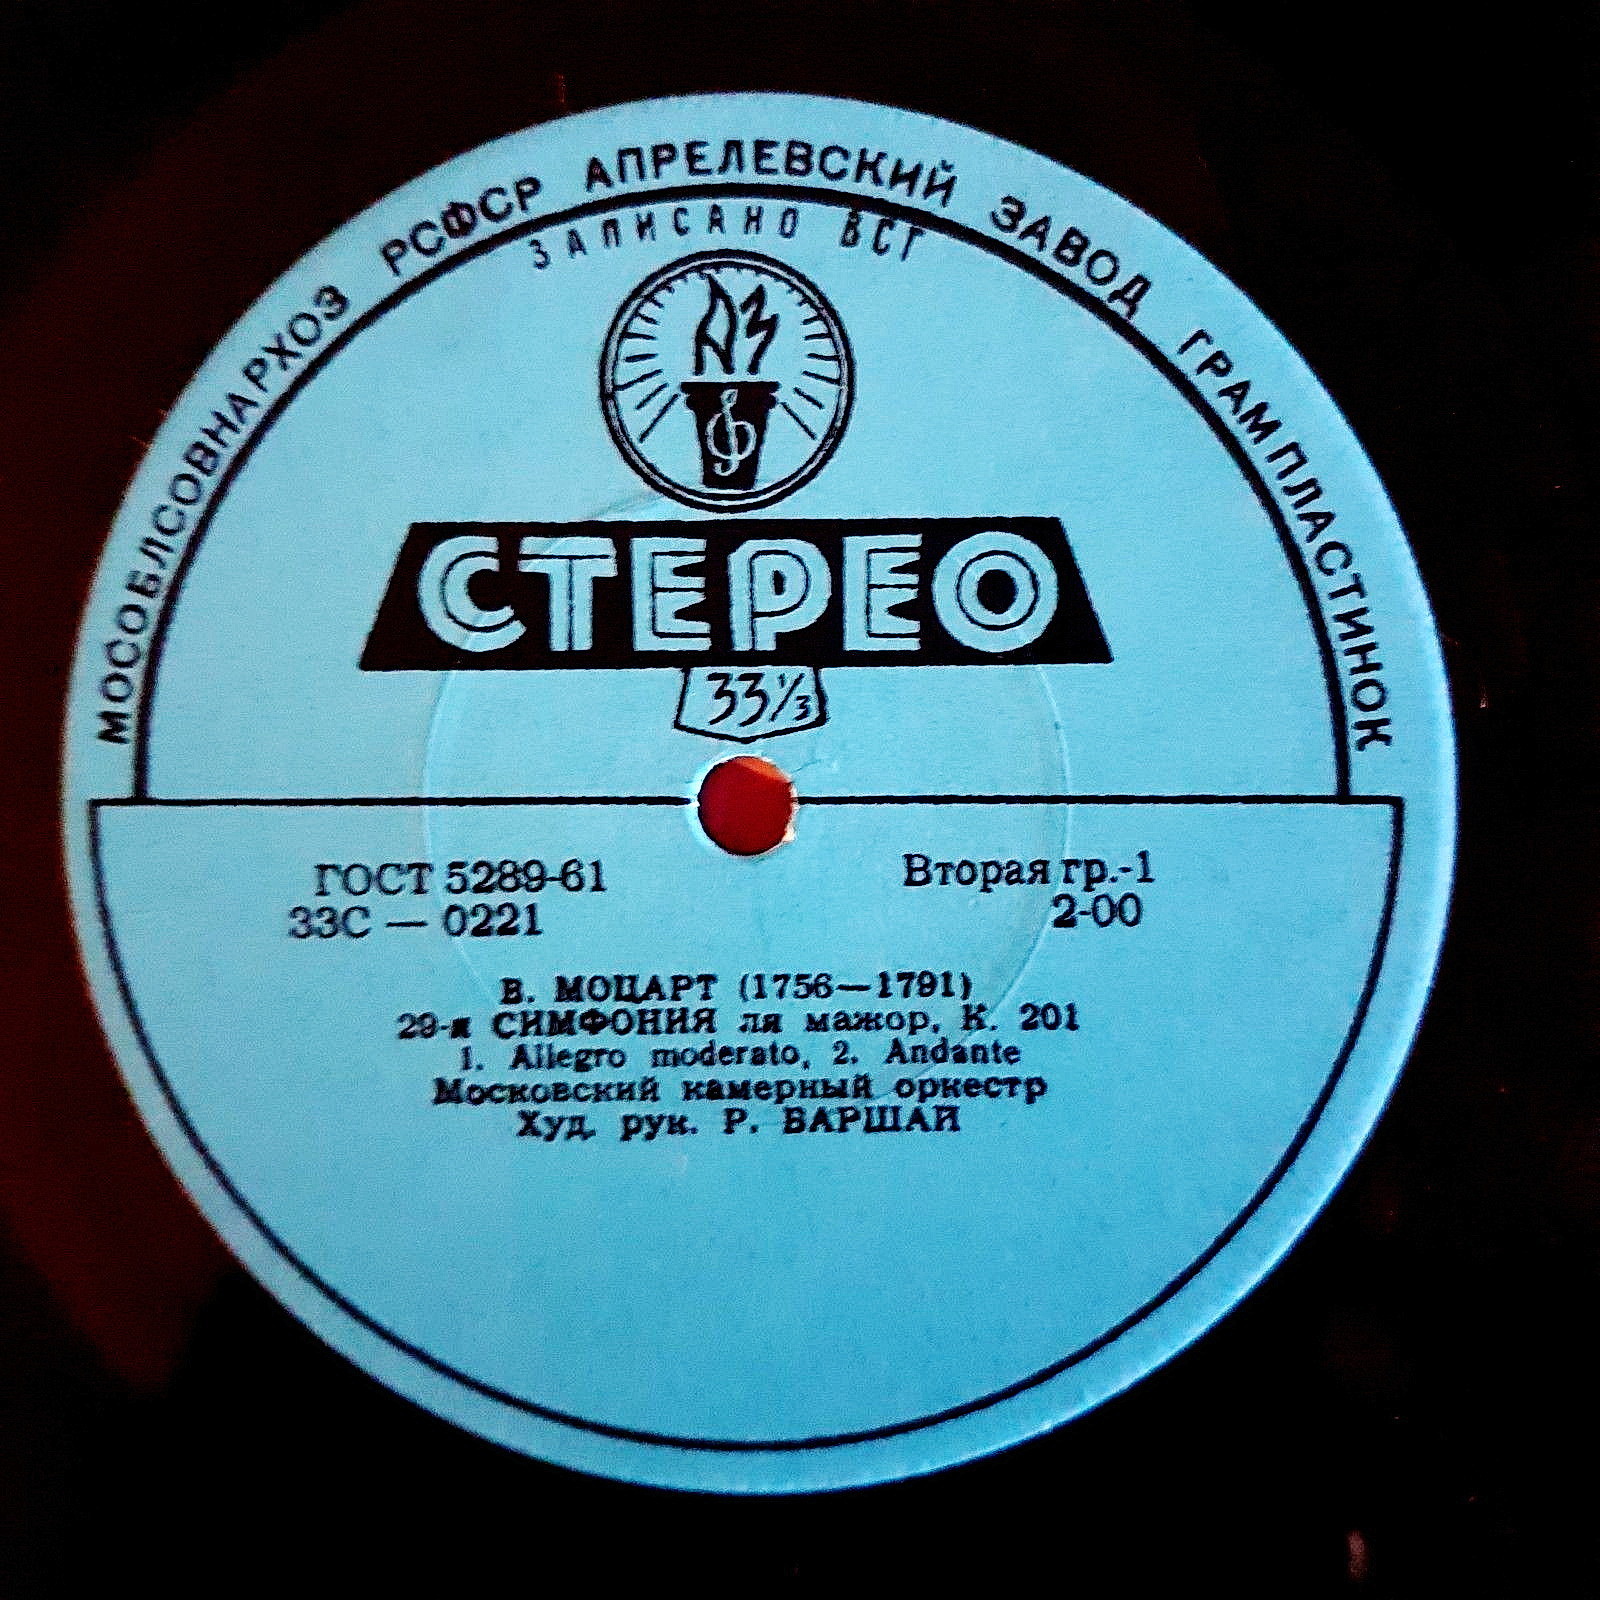 МОСОБЛСОВНАРХОЗ РСФСР АПРЕЛЕВСКИЙ ЗАВОД ГРАМПЛАСТИНОК
ЗАПИСАНО ВСГ
АЗ
СТЕРЕО
33⅓
ГОСТ 5289-61
Вторая гр.-1
33С — 0221
2-00
В. МОЦАРТ (1756—1791)
29-я СИМФОНИЯ ля мажор, К. 201
1. Allegro moderato, 2. Andante
Московский камерный оркестр
Худ. рук. Р. БАРШАЙ